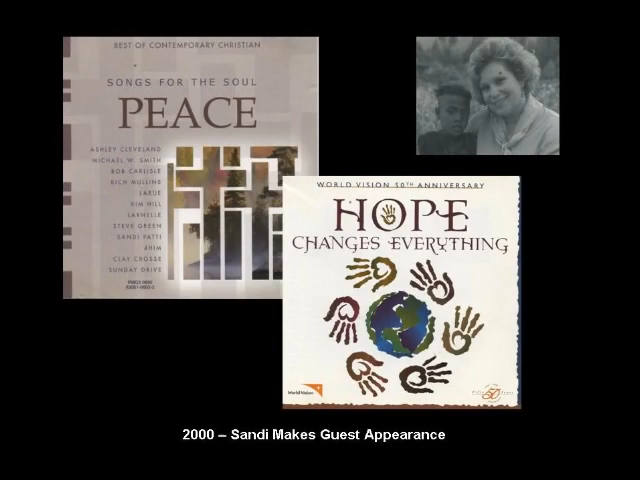 BEST OF CONTEMPORARY CHRISTIAN
SONGS FOR THE SOUL
PEACE
ASHLEY CLEVELAND
MICHAEL W. SMITH
BOB CARLISLE
RICH MULLINS
LARUE
KIM HILL
LARNELLE
STEVE GREEN
SANDI PATTI
4HIM
CLAY CROSSE
SUNDAY DRIVE
WORLD VISION 50TH ANNIVERSARY
HOPE
CHANGES EVERYTHING
World Vision
50
2000 – Sandi Makes Guest Appearance